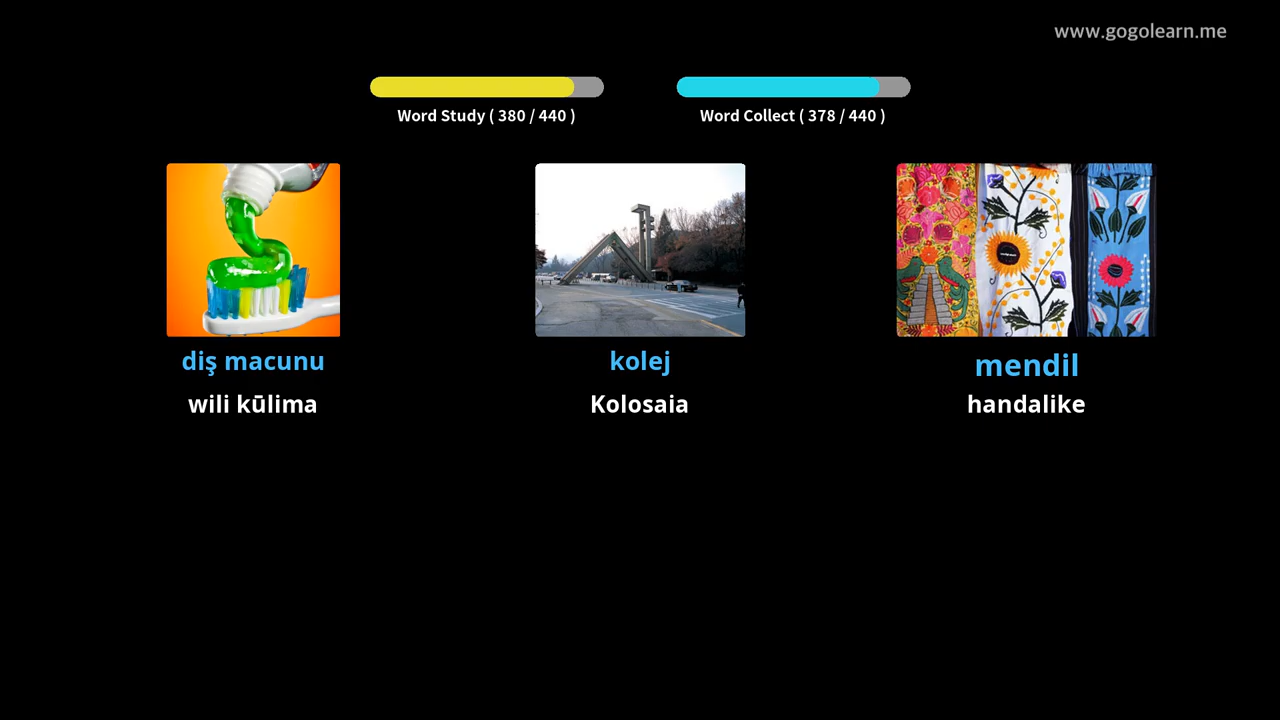 www.gogolearn.me
Word Study ( 380 / 440 )
Word Collect ( 378 / 440 )
diş macunu
kolej
mendil
wili kūlima
Kolosaia
handalike